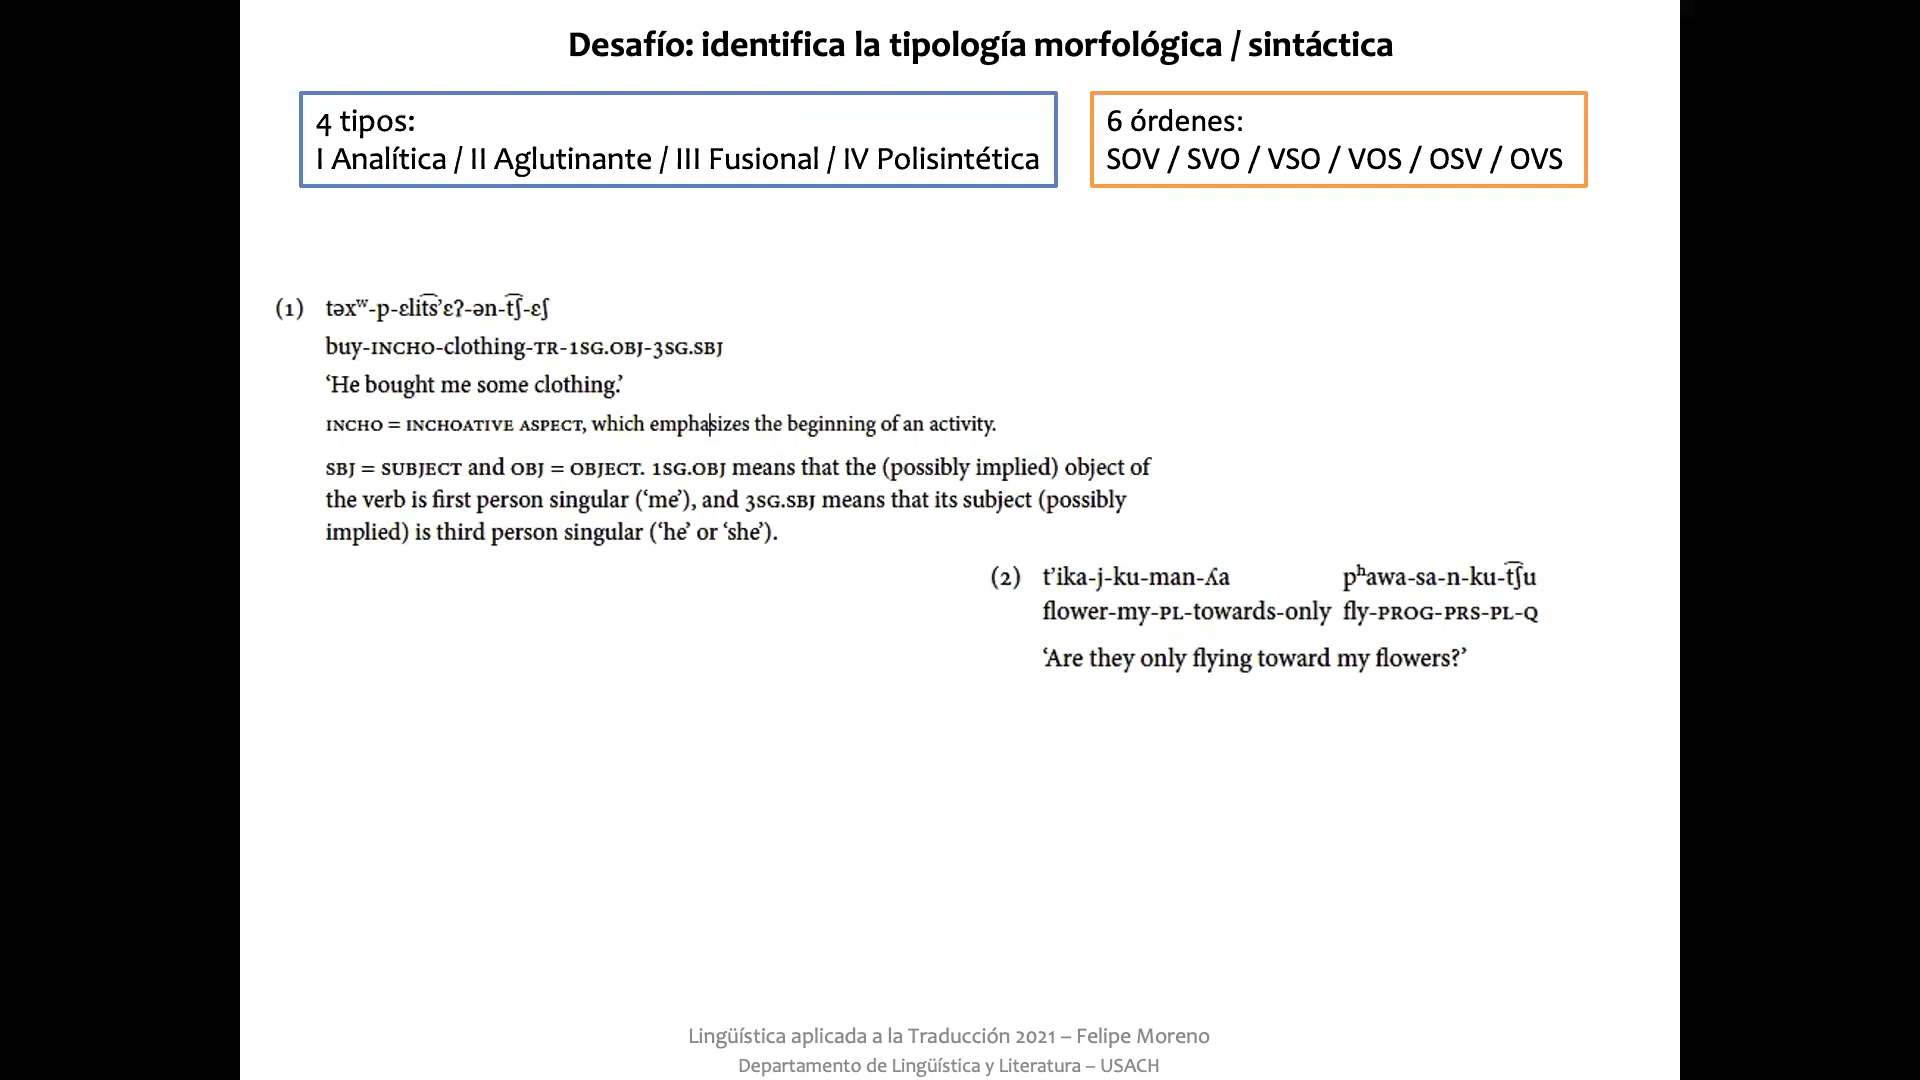 Desafío: identifica la tipología morfológica / sintáctica
4 tipos:
I Analítica / II Aglutinante / III Fusional / IV Polisintética
6 órdenes:
SOV / SVO / VSO / VOS / OSV / OVS
(1) təxʷ-p-ɛlit͡s’ɛʔ-ən-t͡ʃ-ɛʃ
buy-INCHO-clothing-TR-1SG.OBJ-3SG.SBJ
‘He bought me some clothing.’
INCHO = INCHOATIVE ASPECT, which emphasizes the beginning of an activity.
SBJ = SUBJECT and OBJ = OBJECT. 1SG.OBJ means that the (possibly implied) object of
the verb is first person singular (‘me’), and 3SG.SBJ means that its subject (possibly
implied) is third person singular (‘he’ or ‘she’).
(2) t’ika-j-ku-man-ʎa pʰawa-sa-n-ku-t͡ʃu
flower-my-PL-towards-only fly-PROG-PRS-PL-Q
‘Are they only flying toward my flowers?’
Lingüística aplicada a la Traducción 2021 – Felipe Moreno
Departamento de Lingüística y Literatura – USACH